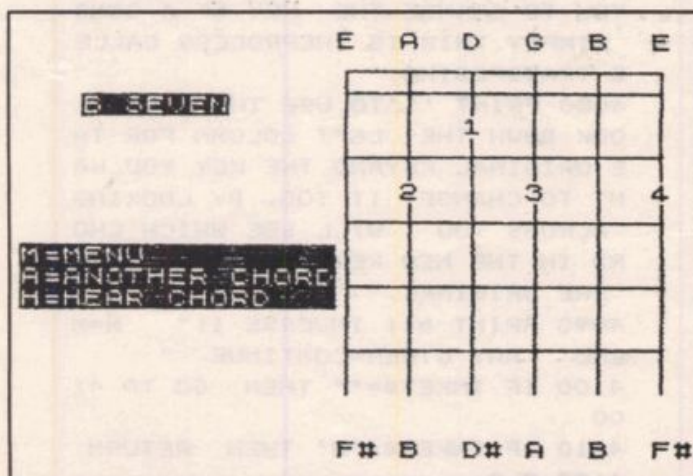 E A D G B E
B SEVEN
1
2 3 4
M=MENU
A=ANOTHER CHORD
H=HEAR CHORD
F# B D# A B F#